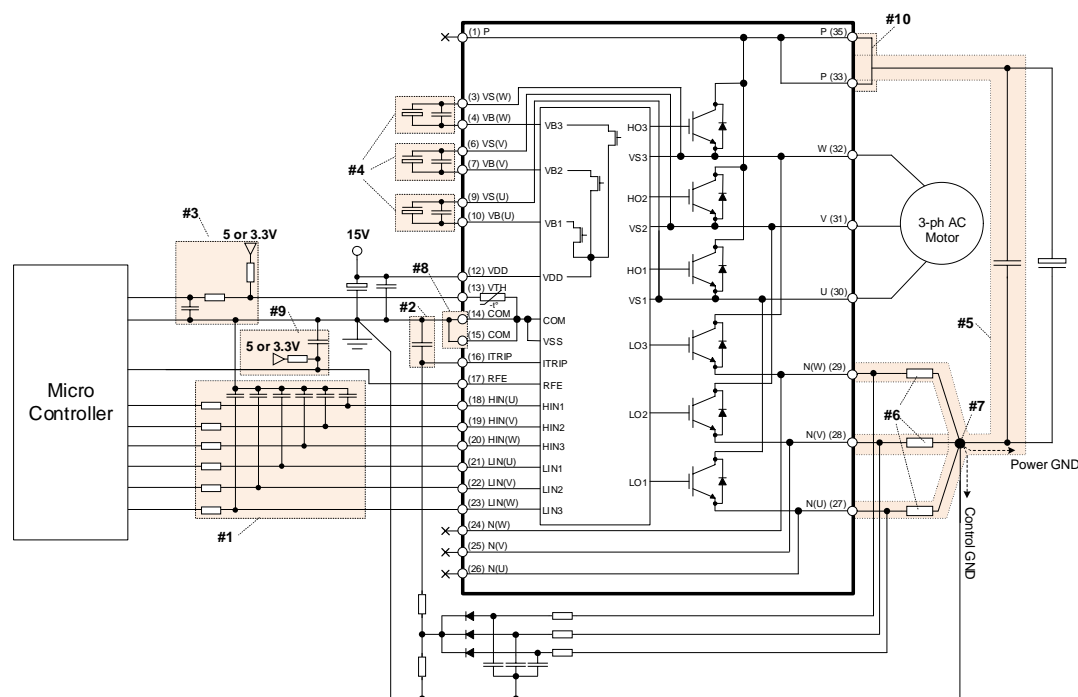 #10
(1) P
P (35)
P (33)
(3) VS(W)
(4) VB(W)
(6) VS(V)
(7) VB(V)
(9) VS(U)
(10) VB(U)
#4
VB3
VB2
VB1
VDD
HO3
VS3
HO2
VS2
HO1
VS1
W (32)
V (31)
U (30)
3-ph AC
Motor
#3
5 or 3.3V
15V
#8
(12) VDD
(13) VTH
-t°
(14) COM
(15) COM
(16) ITRIP
(17) RFE
(18) HIN(U)
(19) HIN(V)
(20) HIN(W)
(21) LIN(U)
(22) LIN(V)
(23) LIN(W)
(24) N(W)
(25) N(V)
(26) N(U)
COM
VSS
ITRIP
RFE
HIN1
HIN2
HIN3
LIN1
LIN2
LIN3
LO3
LO2
LO1
#2
#9
5 or 3.3V
Micro
Controller
#1
#5
N(W) (29)
N(V) (28)
N(U) (27)
#6
#7
Power GND
Control GND